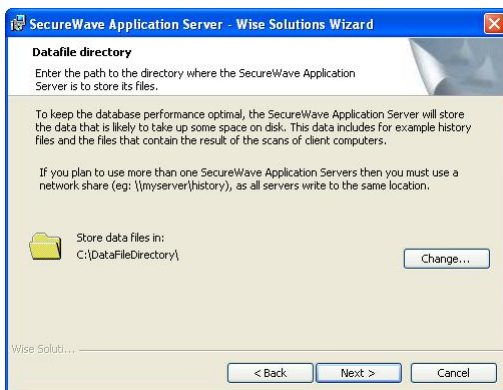 SecureWave Application Server - Wise Solutions Wizard
Datafile directory
Enter the path to the directory where the SecureWave Application
Server is to store its files.
To keep the database performance optimal, the SecureWave Application Server will store
the data that is likely to take up some space on disk. This data includes for example history
files and the files that contain the result of the scans of client computers.
If you plan to use more than one SecureWave Application Servers then you must use a
network share (eg: \\myserver\history), as all servers write to the same location.
Store data files in:
C:\DataFileDirectory\
Change...
Wise Soluti...
< Back
Next >
Cancel